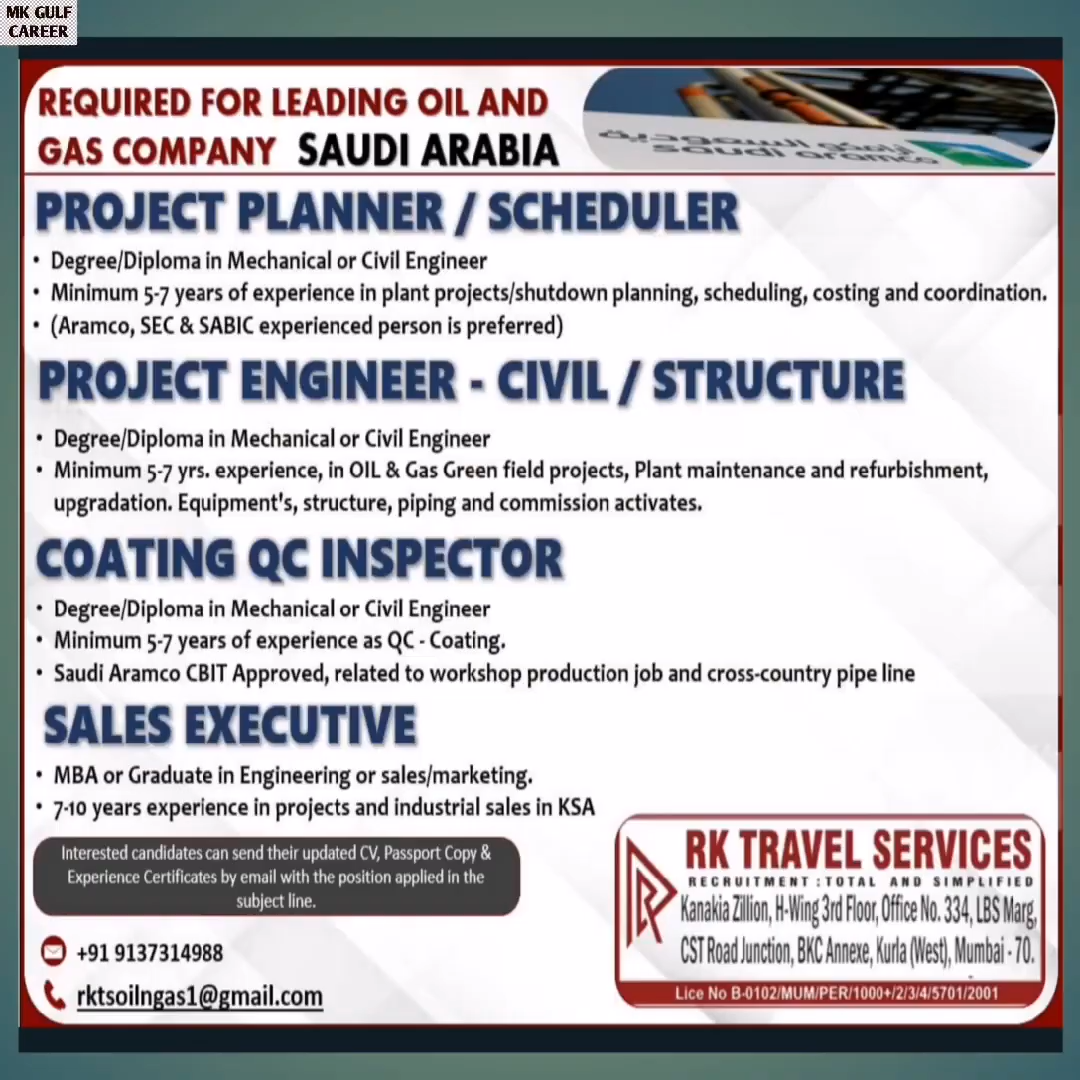 MK GULF
CAREER
REQUIRED FOR LEADING OIL AND
GAS COMPANY SAUDI ARABIA
أرامكو السعودية
saudi aramco
PROJECT PLANNER / SCHEDULER
• Degree/Diploma in Mechanical or Civil Engineer
• Minimum 5-7 years of experience in plant projects/shutdown planning, scheduling, costing and coordination.
• (Aramco, SEC & SABIC experienced person is preferred)
PROJECT ENGINEER - CIVIL / STRUCTURE
• Degree/Diploma in Mechanical or Civil Engineer
• Minimum 5-7 yrs. experience, in OIL & Gas Green field projects, Plant maintenance and refurbishment,
upgradation. Equipment's, structure, piping and commission activates.
COATING QC INSPECTOR
• Degree/Diploma in Mechanical or Civil Engineer
• Minimum 5-7 years of experience as QC - Coating.
• Saudi Aramco CBIT Approved, related to workshop production job and cross-country pipe line
SALES EXECUTIVE
• MBA or Graduate in Engineering or sales/marketing.
• 7-10 years experience in projects and industrial sales in KSA
Interested candidates can send their updated CV, Passport Copy &
Experience Certificates by email with the position applied in the
subject line.
+91 9137314988
rktsoilngas1@gmail.com
RK TRAVEL SERVICES
RECRUITMENT : TOTAL AND SIMPLIFIED
Kanakia Zillion, H-Wing 3rd Floor, Office No. 334, LBS Marg,
CST Road Junction, BKC Annexe, Kurla (West), Mumbai - 70.
Lice No B-0102/MUM/PER/1000+/2/3/4/5701/2001